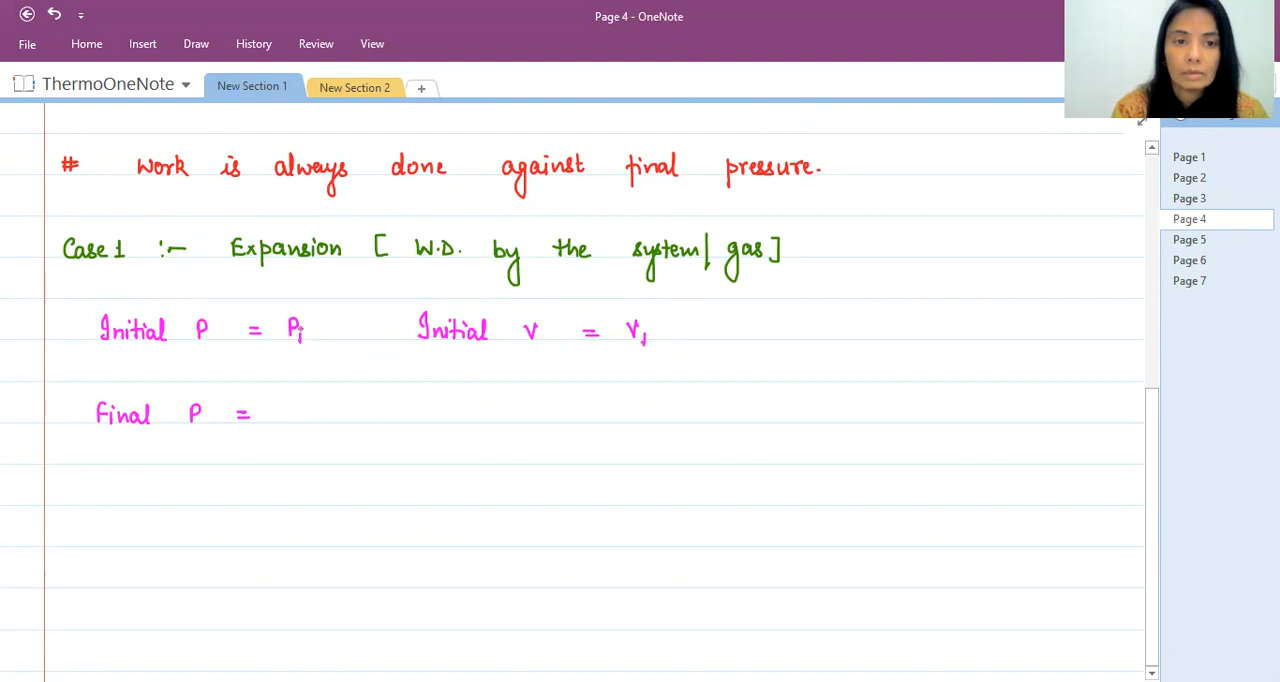 Page 4 - OneNote
File Home Insert Draw History Review View
ThermoOneNote New Section 1 New Section 2 +
# Work is always done against final pressure.
Case 1 :- Expansion [ W.D. by the system/ gas]
Initial P = Pi Initial V = V1
Final P =
Page 1
Page 2
Page 3
Page 4
Page 5
Page 6
Page 7